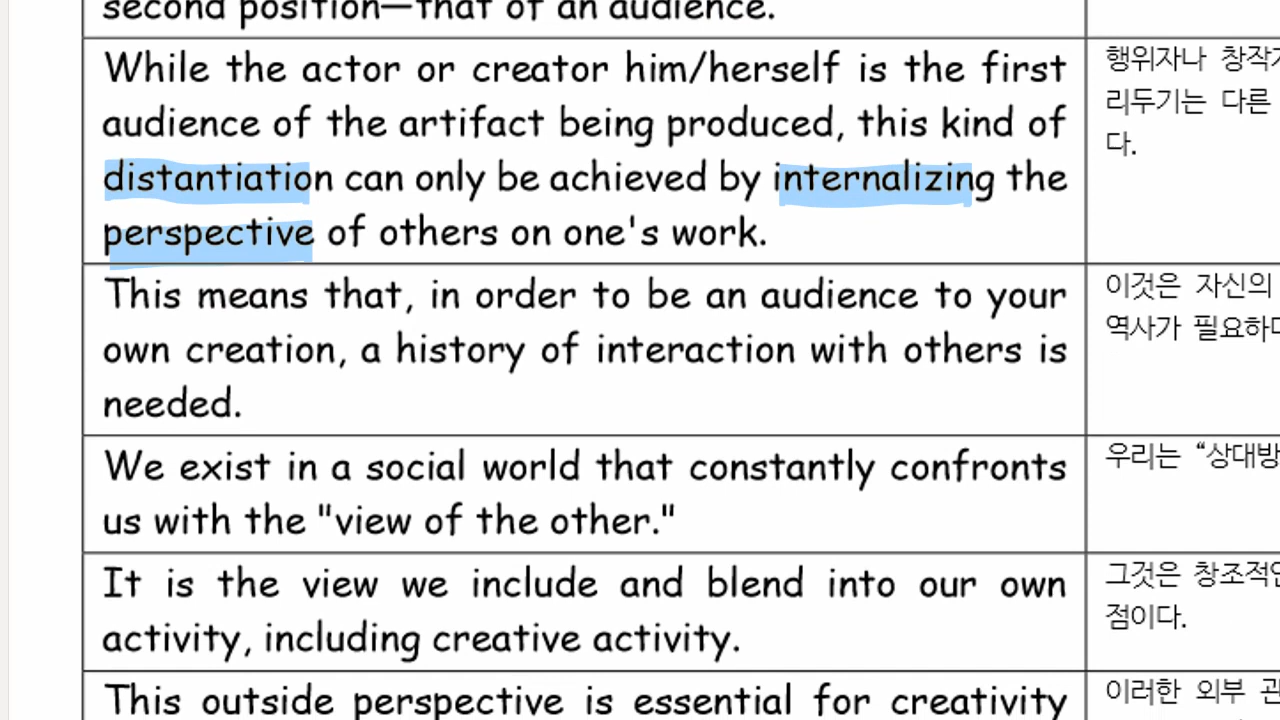 second position—that of an audience.
While the actor or creator him/herself is the first
audience of the artifact being produced, this kind of
distantiation can only be achieved by internalizing the
perspective of others on one's work.
행위자나 창작
리두기는 다른
다.
This means that, in order to be an audience to your
own creation, a history of interaction with others is
needed.
이것은 자신의
역사가 필요하다
We exist in a social world that constantly confronts
us with the "view of the other."
우리는 “상대방
It is the view we include and blend into our own
activity, including creative activity.
그것은 창조적인
점이다.
This outside perspective is essential for creativity
이러한 외부